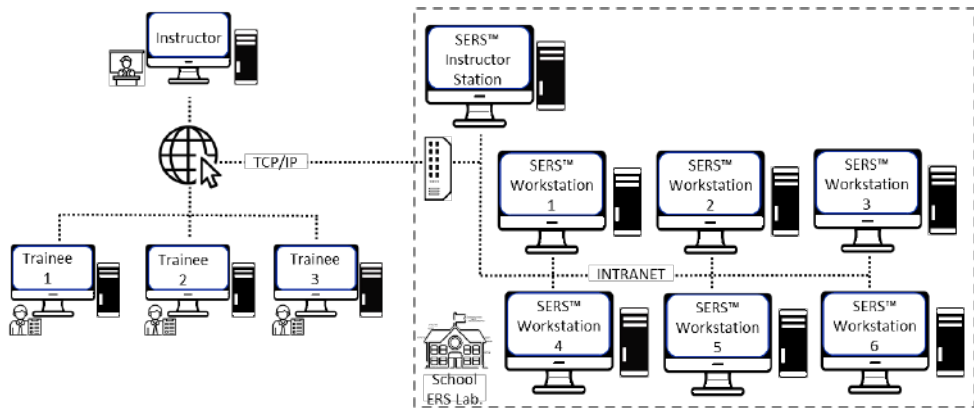 Instructor
SERS™
Instructor
Station
TCP/IP
SERS™
Workstation
1
SERS™
Workstation
2
SERS™
Workstation
3
Trainee
1
Trainee
2
Trainee
3
INTRANET
SERS™
Workstation
4
SERS™
Workstation
5
SERS™
Workstation
6
School
ERS Lab.